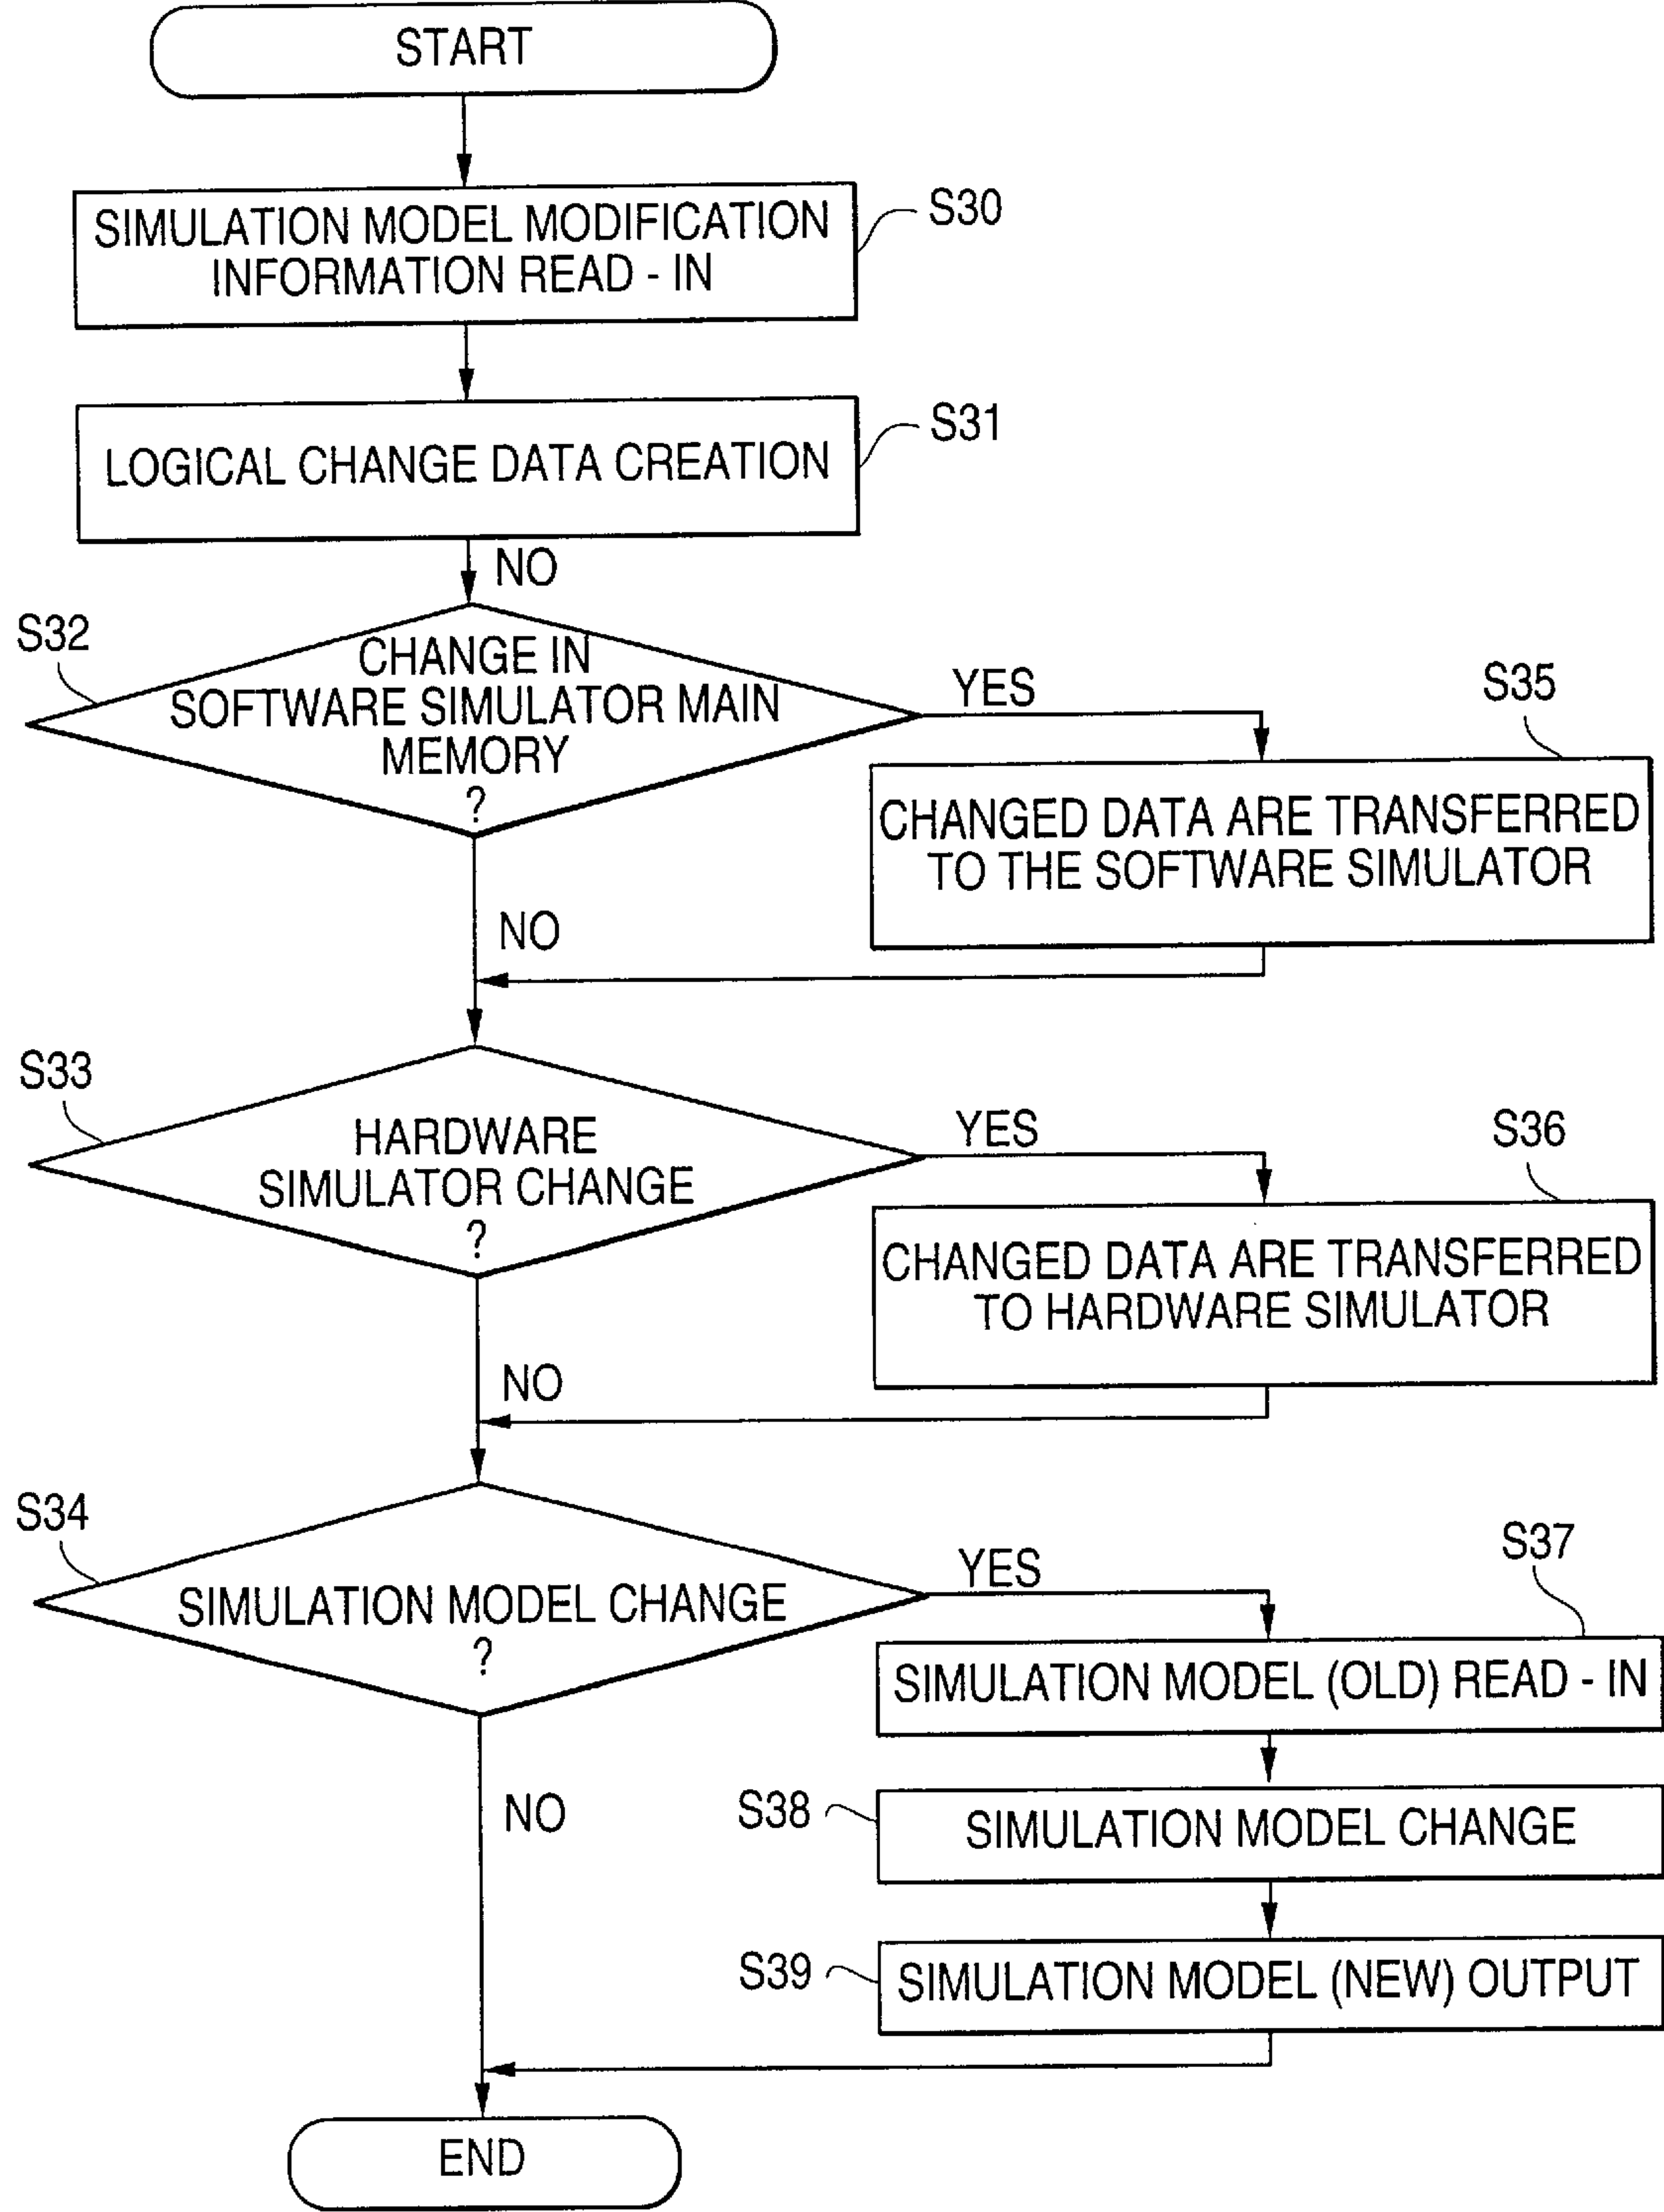 START
SIMULATION MODEL MODIFICATION
INFORMATION READ - IN
S30
LOGICAL CHANGE DATA CREATION
S31
NO
S32
CHANGE IN
SOFTWARE SIMULATOR MAIN
MEMORY
?
YES
S35
CHANGED DATA ARE TRANSFERRED
TO THE SOFTWARE SIMULATOR
NO
S33
HARDWARE
SIMULATOR CHANGE
?
YES
S36
CHANGED DATA ARE TRANSFERRED
TO HARDWARE SIMULATOR
NO
S34
SIMULATION MODEL CHANGE
?
YES
S37
SIMULATION MODEL (OLD) READ - IN
NO
S38
SIMULATION MODEL CHANGE
S39
SIMULATION MODEL (NEW) OUTPUT
END